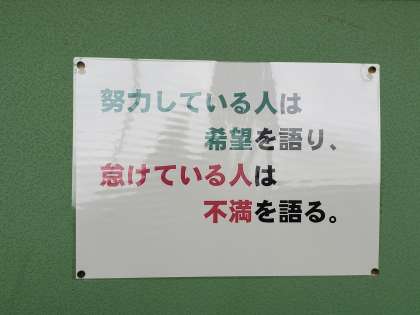 努力している人は
希望を語り、
怠けている人は
不満を語る。